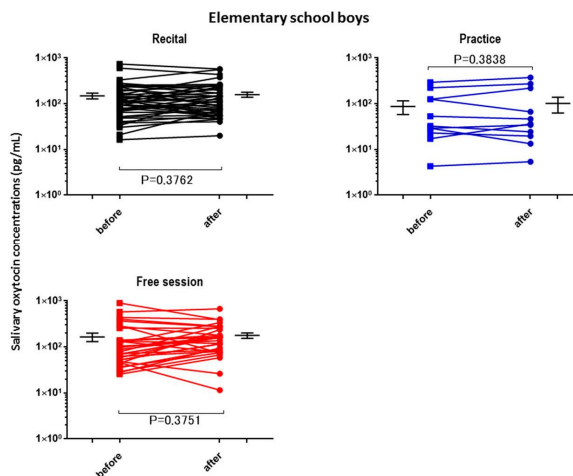 Elementary school boys
Recital
Practice
Salivary oxytocin concentrations (pg/mL)
1×10³
1×10²
1×10¹
1×10⁰
P=0.3762
before
after
1×10³
1×10²
1×10¹
1×10⁰
P=0.3838
before
after
Free session
1×10³
1×10²
1×10¹
1×10⁰
P=0.3751
before
after